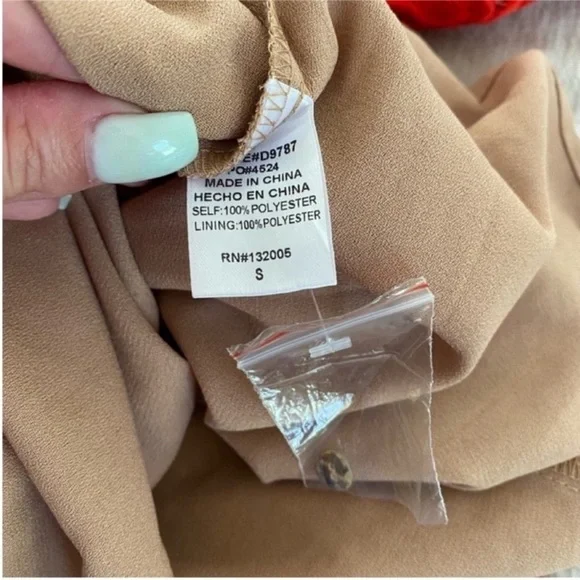 E#D9787
PO#4524
MADE IN CHINA
HECHO EN CHINA
SELF:100% POLYESTER
LINING:100% POLYESTER
RN#132005
S